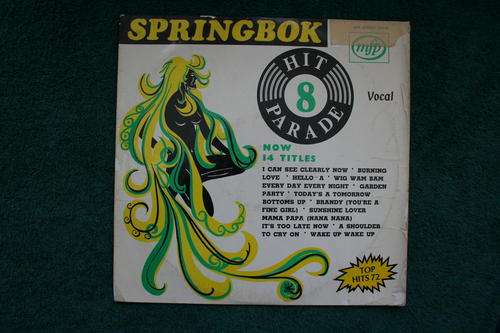 SPRINGBOK
mfp
HIT
8
PARADE
Vocal
NOW
14 TITLES
I CAN SEE CLEARLY NOW * BURNING
LOVE * HELLO - A * WIG WAM BAM
EVERY DAY EVERY NIGHT * GARDEN
PARTY * TODAY'S A TOMORROW
BOTTOMS UP * BRANDY (YOU'RE A
FINE GIRL) * SUNSHINE LOVER
MAMA PAPA (NANA NANA)
IT'S TOO LATE NOW * A SHOULDER
TO CRY ON * WAKE UP WAKE UP
TOP
HITS 72